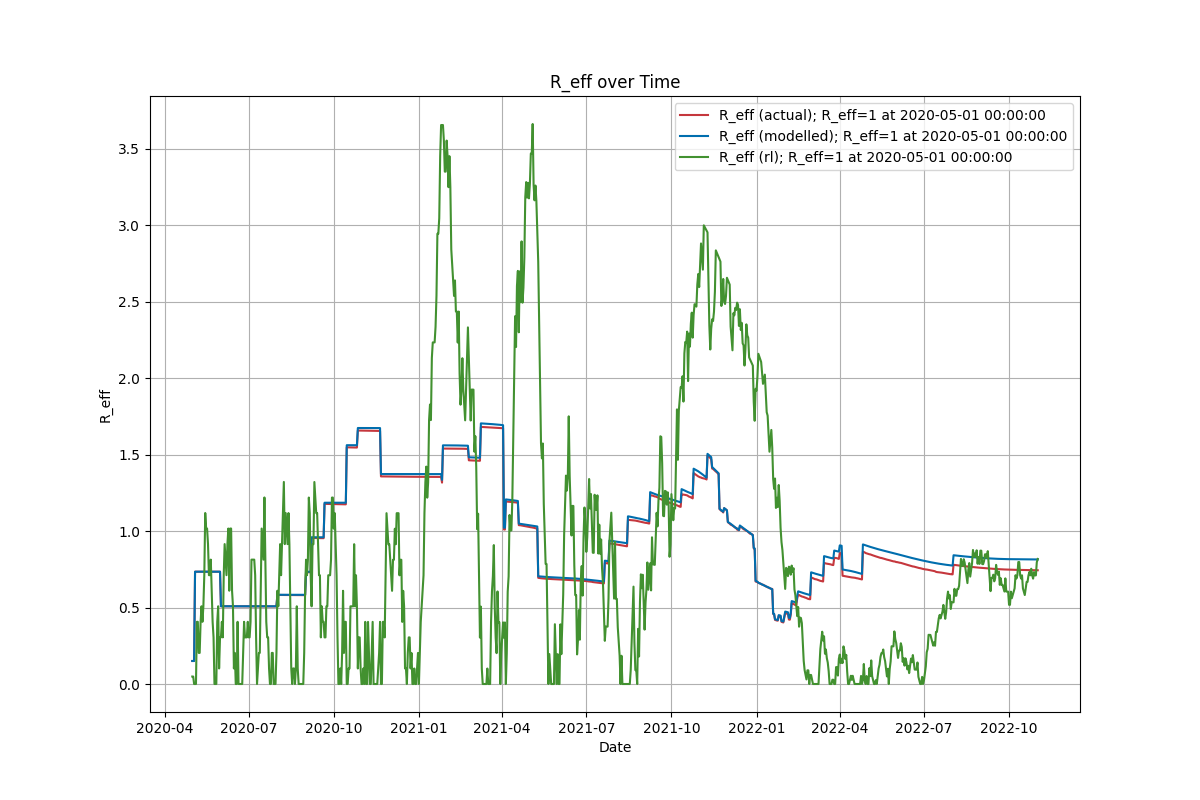 R_eff over Time
R_eff (actual); R_eff=1 at 2020-05-01 00:00:00
R_eff (modelled); R_eff=1 at 2020-05-01 00:00:00
R_eff (rl); R_eff=1 at 2020-05-01 00:00:00
3.5
3.0
2.5
2.0
1.5
1.0
0.5
0.0
R_eff
2020-04 2020-07 2020-10 2021-01 2021-04 2021-07 2021-10 2022-01 2022-04 2022-07 2022-10
Date